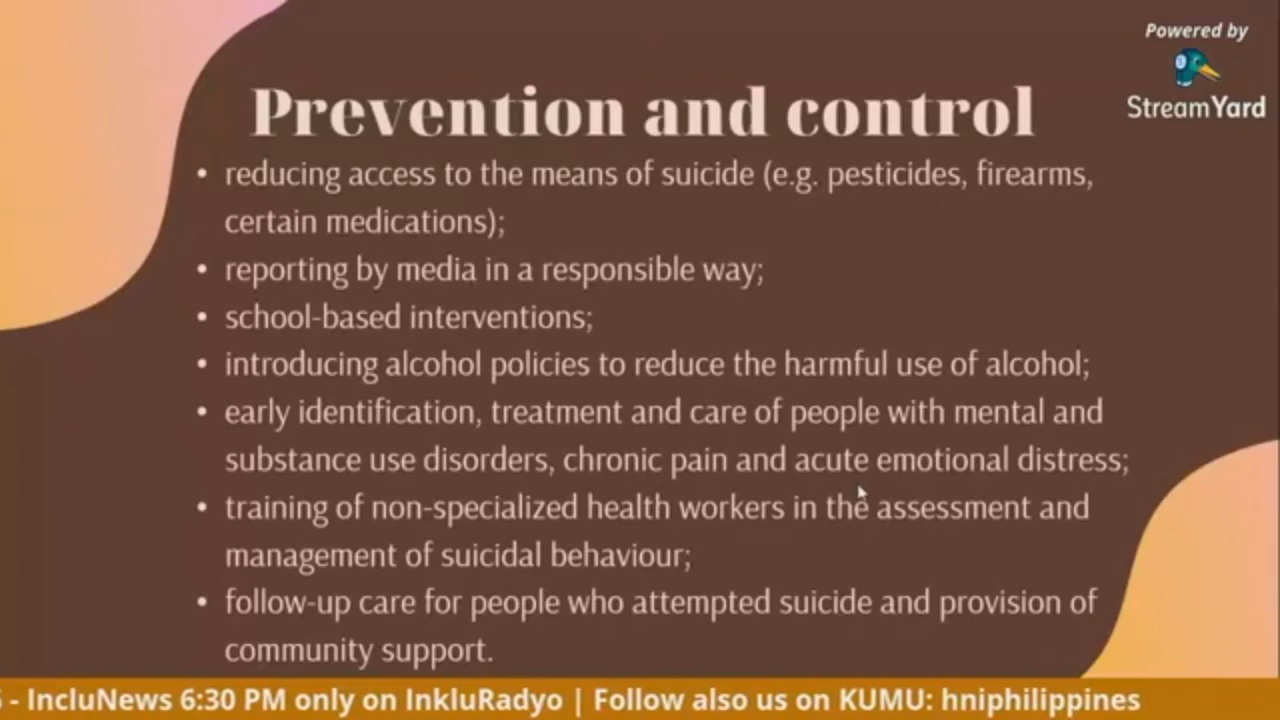 Powered by
StreamYard
Prevention and control
• reducing access to the means of suicide (e.g. pesticides, firearms,
certain medications);
• reporting by media in a responsible way;
• school-based interventions;
• introducing alcohol policies to reduce the harmful use of alcohol;
• early identification, treatment and care of people with mental and
substance use disorders, chronic pain and acute emotional distress;
• training of non-specialized health workers in the assessment and
management of suicidal behaviour;
• follow-up care for people who attempted suicide and provision of
community support.
- IncluNews 6:30 PM only on InkluRadyo | Follow also us on KUMU: hniphilippines